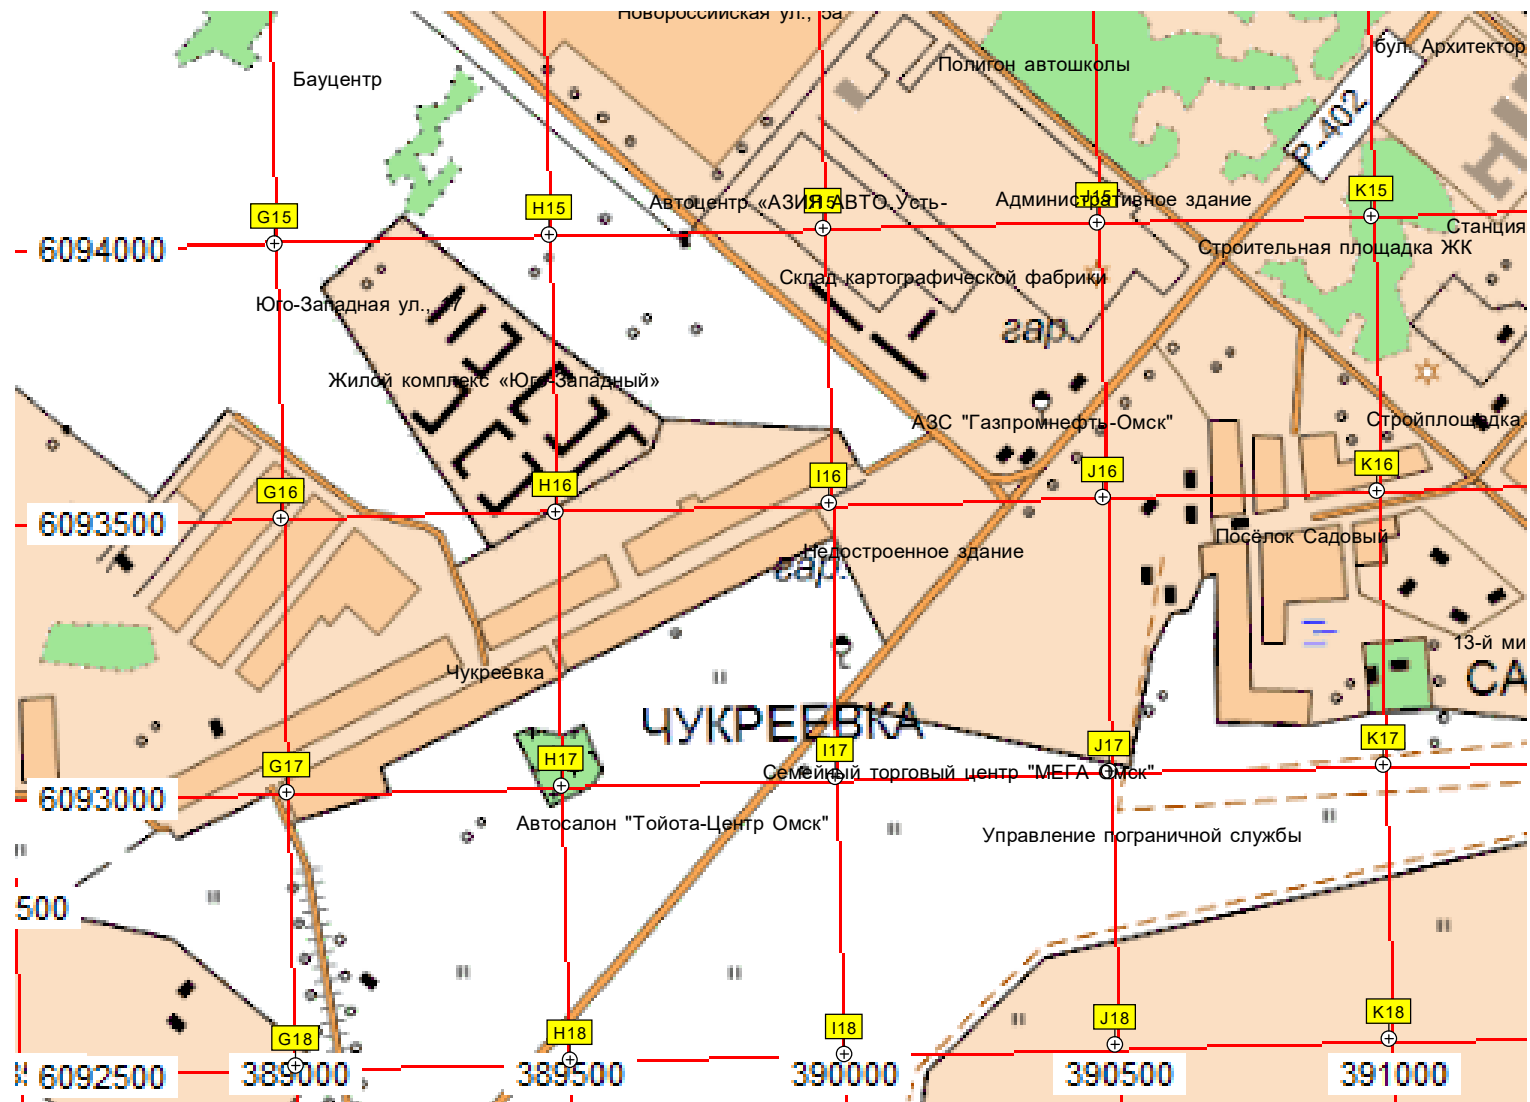 Новороссийская ул., 5а
бул. Архитектор
Полигон автошколы
Бауцентр
Р-402
G15
H15
J15
K15
Автоцентр «АЗИЯ АВТО Усть-
Административное здание
Станция
6094000
Строительная площадка ЖК
Склад картографической фабрики
Юго-Западная ул.,
гар.
Жилой комплекс «Юго-Западный»
АЗС "Газпромнефть-Омск"
Стройплощадка
G16
H16
I16
J16
K16
6093500
Посёлок Садовый
Недостроенное здание
гар.
13-й ми
Чукреевка
СА
ЧУКРЕЕВКА
G17
H17
I17
J17
K17
Семейный торговый центр "МЕГА Омск"
6093000
Автосалон "Тойота-Центр Омск"
Управление пограничной службы
500
G18
H18
I18
J18
K18
6092500
389000
389500
390000
390500
391000